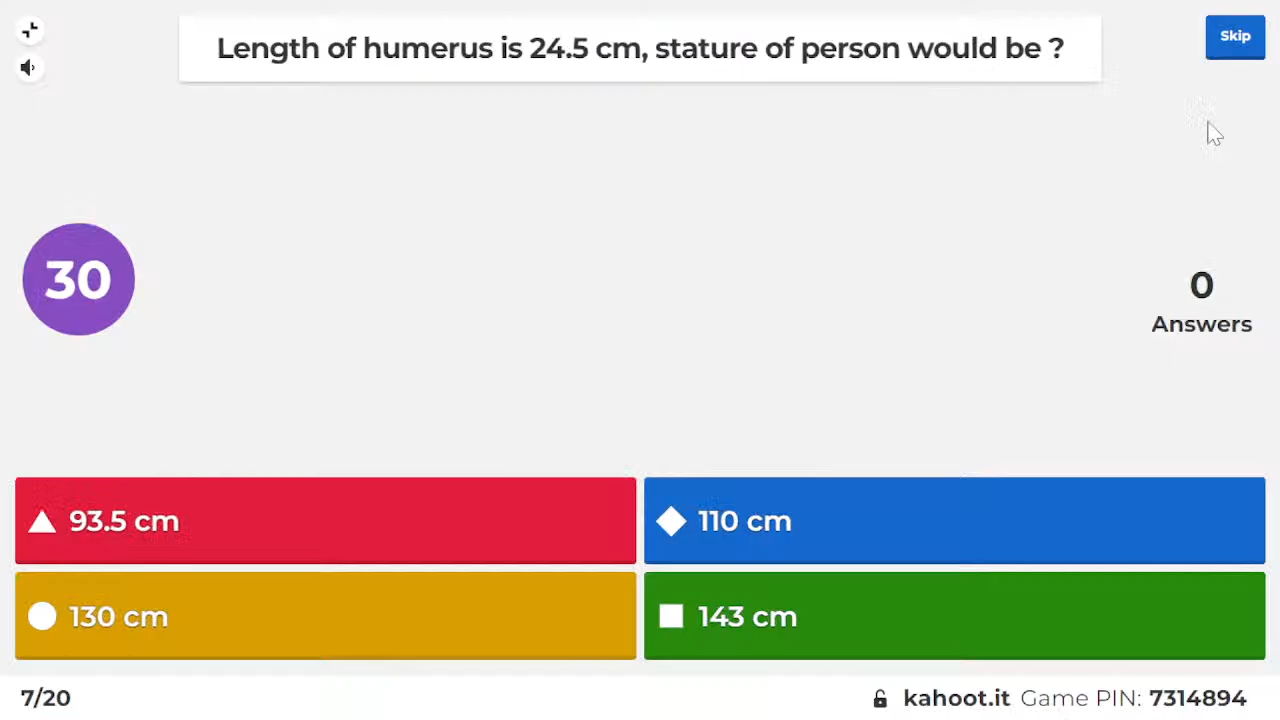 Length of humerus is 24.5 cm, stature of person would be ?
Skip
30
0
Answers
93.5 cm
110 cm
130 cm
143 cm
7/20
kahoot.it Game PIN: 7314894